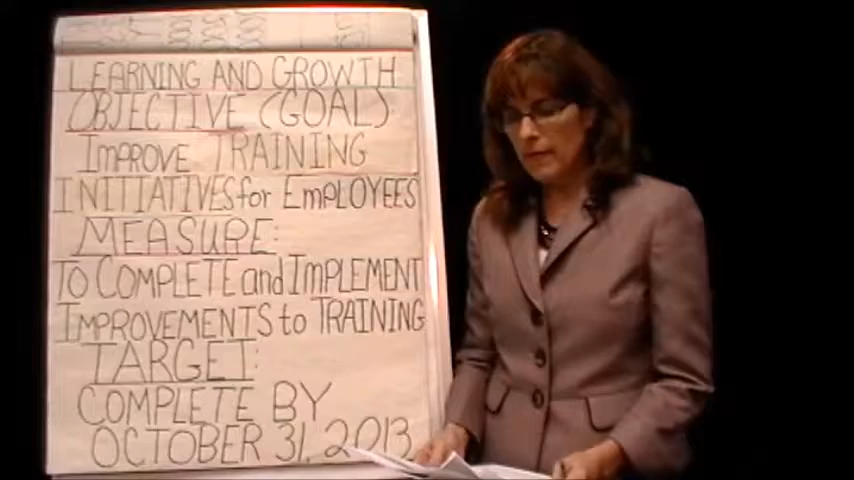 LEARNING AND GROWTH
OBJECTIVE (GOAL):
IMPROVE TRAINING
INITIATIVES for EMPLOYEES
MEASURE:
TO COMPLETE and IMPLEMENT
IMPROVEMENTS to TRAINING
TARGET:
COMPLETE BY
OCTOBER 31, 2013